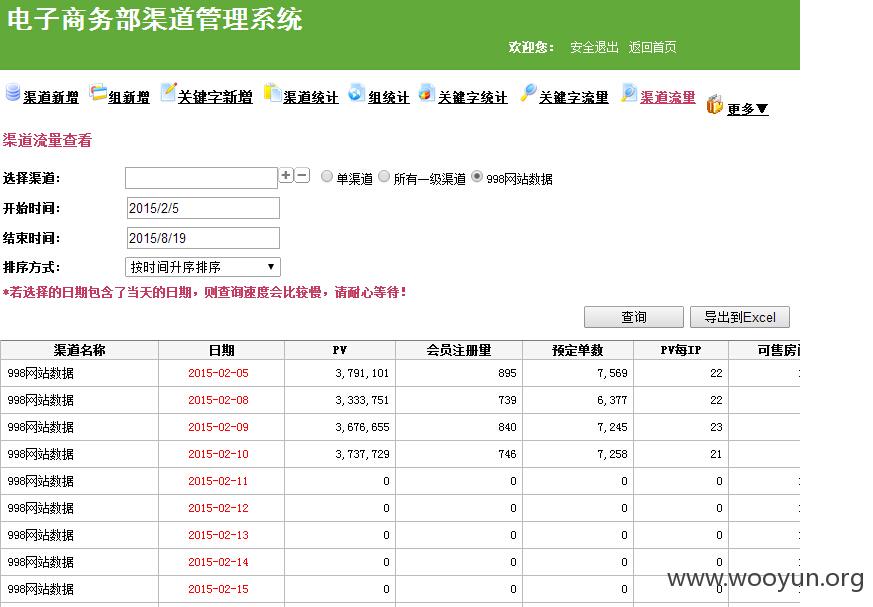 电子商务部渠道管理系统
欢迎您: 安全退出 返回首页
渠道新增 组新增 关键字新增 渠道统计 组统计 关键字统计 关键字流量 渠道流量 更多▼
渠道流量查看
选择渠道: 单渠道 所有一级渠道 998网站数据
开始时间: 2015/2/5
结束时间: 2015/8/19
排序方式: 按时间升序排序
*若选择的日期包含了当天的日期，则查询速度会比较慢，请耐心等待！
查询 导出到Excel
渠道名称 日期 PV 会员注册量 预定单数 PV每IP 可售房间
998网站数据 2015-02-05 3,791,101 895 7,569 22
998网站数据 2015-02-08 3,333,751 739 6,377 22
998网站数据 2015-02-09 3,676,655 840 7,245 23
998网站数据 2015-02-10 3,737,729 746 7,258 21
998网站数据 2015-02-11 0 0 0 0
998网站数据 2015-02-12 0 0 0 0
998网站数据 2015-02-13 0 0 0 0
998网站数据 2015-02-14 0 0 0 0
998网站数据 2015-02-15 0 0 0 0
www.wooyun.org